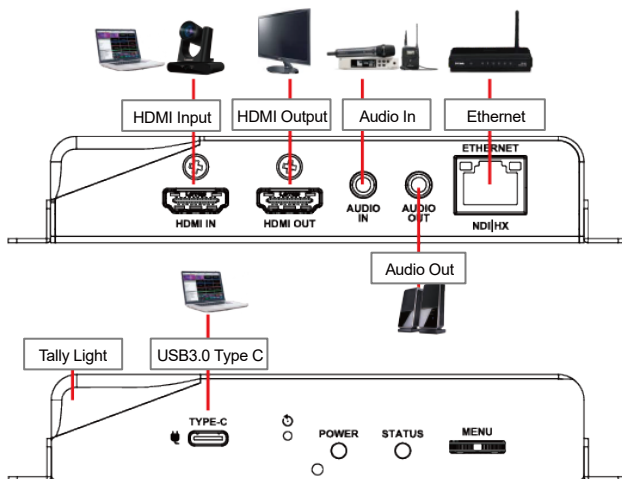 HDMI Input
HDMI Output
Audio In
Ethernet
ETHERNET
HDMI IN
HDMI OUT
AUDIO
IN
AUDIO
OUT
NDI|HX
Audio Out
Tally Light
USB3.0 Type C
TYPE-C
POWER
STATUS
MENU